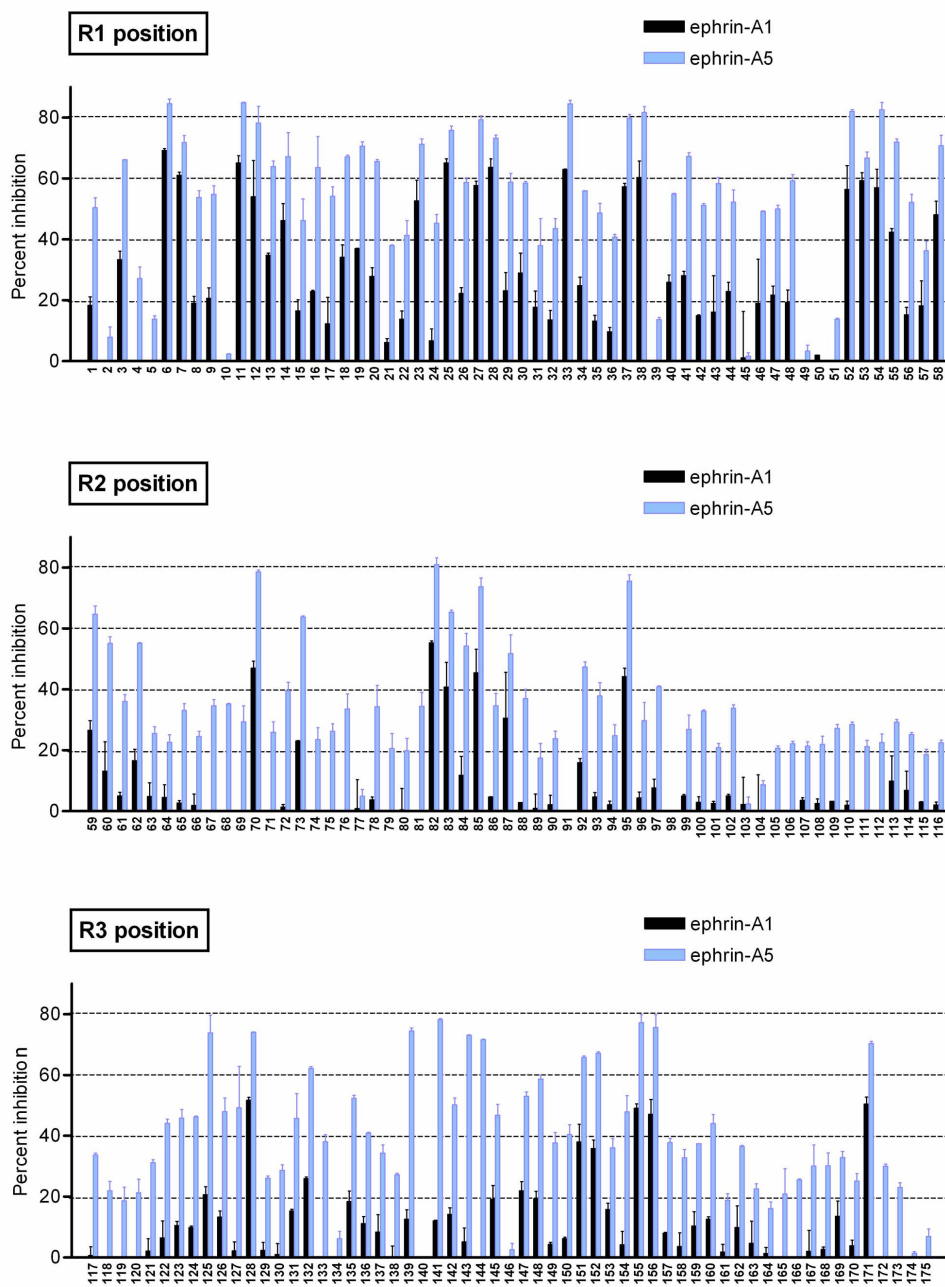 R1 position
ephrin-A1
ephrin-A5
Percent inhibition
80
60
40
20
0
1 2 3 4 5 6 7 8 9 10 11 12 13 14 15 16 17 18 19 20 21 22 23 24 25 26 27 28 29 30 31 32 33 34 35 36 37 38 39 40 41 42 43 44 45 46 47 48 49 50 51 52 53 54 55 56 57 58
R2 position
ephrin-A1
ephrin-A5
Percent inhibition
80
60
40
20
0
59 60 61 62 63 64 65 66 67 68 69 70 71 72 73 74 75 76 77 78 79 80 81 82 83 84 85 86 87 88 89 90 91 92 93 94 95 96 97 98 99 100 101 102 103 104 105 106 107 108 109 110 111 112 113 114 115 116
R3 position
ephrin-A1
ephrin-A5
Percent inhibition
80
60
40
20
0
117 118 119 120 121 122 123 124 125 126 127 128 129 130 131 132 133 134 135 136 137 138 139 140 141 142 143 144 145 146 147 148 149 150 151 152 153 154 155 156 157 158 159 160 161 162 163 164 165 166 167 168 169 170 171 172 173 174 175